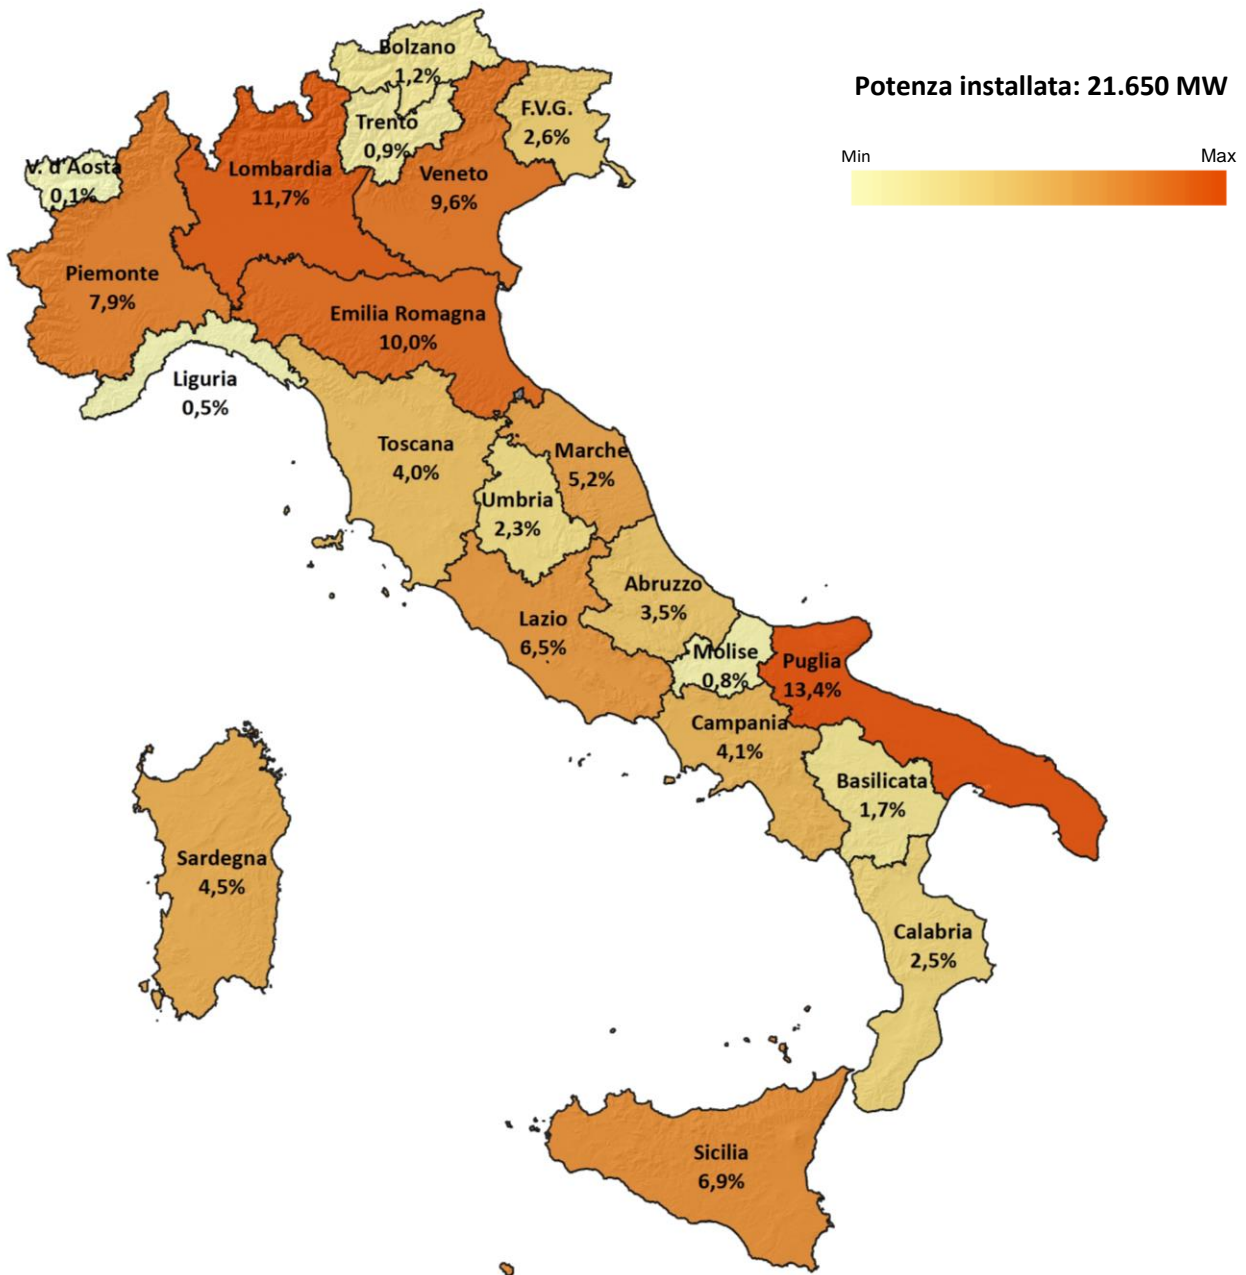 Bolzano
1,2%
Potenza installata: 21.650 MW
F.V.G.
2,6%
Trento
0,9%
Min
Max
V. d'Aosta
0,1%
Lombardia
11,7%
Veneto
9,6%
Piemonte
7,9%
Emilia Romagna
10,0%
Liguria
0,5%
Toscana
4,0%
Marche
5,2%
Umbria
2,3%
Abruzzo
3,5%
Lazio
6,5%
Molise
0,8%
Puglia
13,4%
Campania
4,1%
Basilicata
1,7%
Sardegna
4,5%
Calabria
2,5%
Sicilia
6,9%